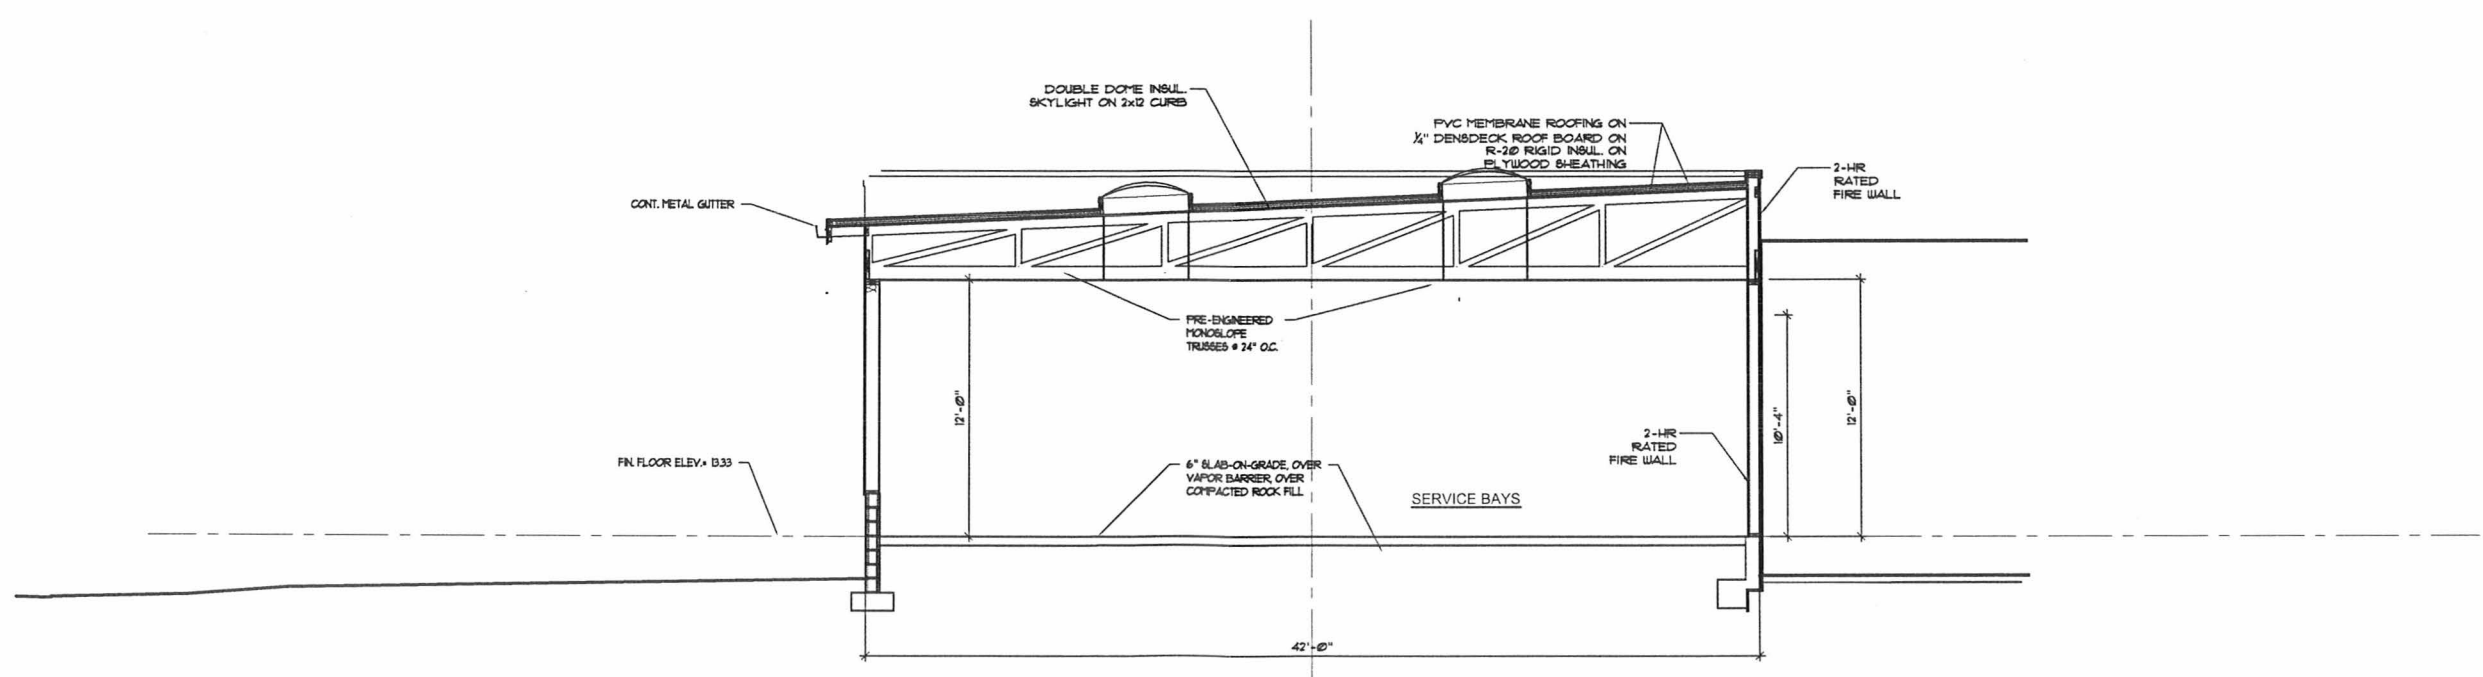 DOUBLE DOME INSUL.
SKYLIGHT ON 2x12 CURB
PVC MEMBRANE ROOFING ON
1/4" DENSDECK ROOF BOARD ON
R-20 RIGID INSUL. ON
PLYWOOD SHEATHING
2-HR
RATED
FIRE WALL
CONT. METAL GUTTER
PRE-ENGINEERED
MONOSLOPE
TRUSSES @ 24" O.C.
12'-0"
10'-4"
12'-0"
2-HR
RATED
FIRE WALL
FIN. FLOOR ELEV.= 13.33
6" SLAB-ON-GRADE, OVER
VAPOR BARRIER, OVER
COMPACTED ROCK FILL
SERVICE BAYS
42'-0"